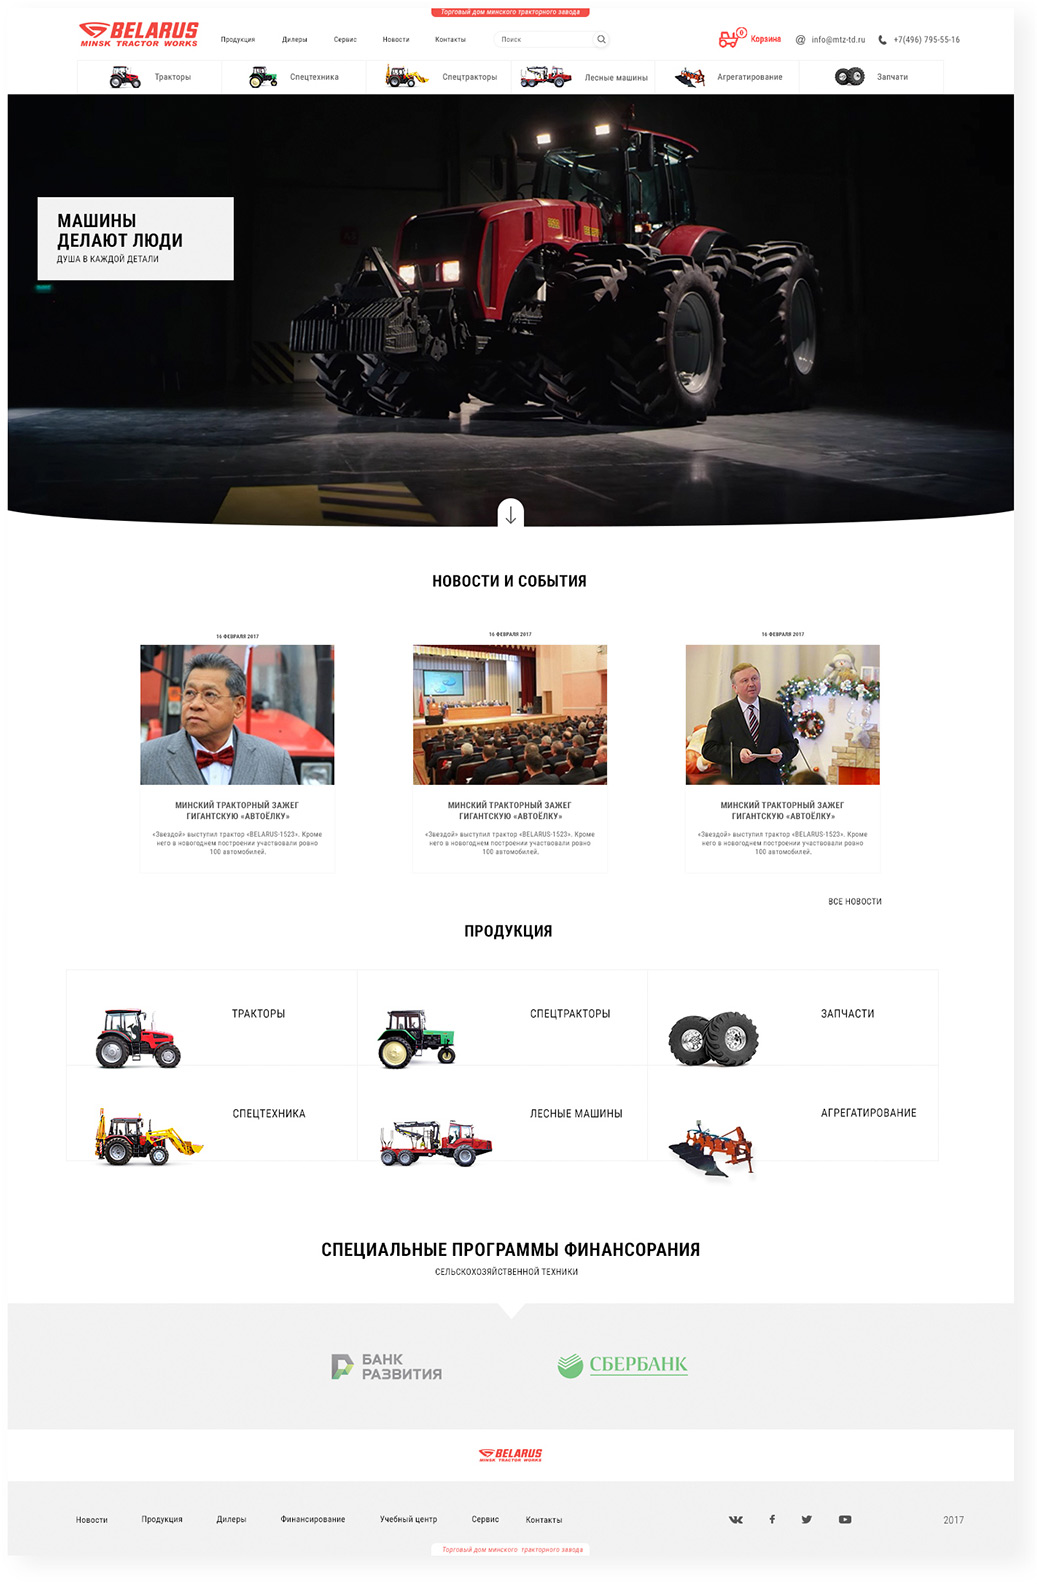 Торговый дом минского тракторного завода
BELARUS
MINSK TRACTOR WORKS
Продукция
Дилеры
Сервис
Новости
Контакты
Поиск
0
Корзина
info@mtz-td.ru
+7(496) 795-55-16
Тракторы
Спецтехника
Спецтракторы
Лесные машины
Агрегатирование
Запчати
МАШИНЫ
ДЕЛАЮТ ЛЮДИ
ДУША В КАЖДОЙ ДЕТАЛИ
НОВОСТИ И СОБЫТИЯ
16 ФЕВРАЛЯ 2017
16 ФЕВРАЛЯ 2017
16 ФЕВРАЛЯ 2017
МИНСКИЙ ТРАКТОРНЫЙ ЗАЖЕГ
ГИГАНТСКУЮ «АВТОЁЛКУ»
«Звездой» выступил трактор «BELARUS-1523». Кроме
него в новогоднем построении участвовали ровно
100 автомобилей.
МИНСКИЙ ТРАКТОРНЫЙ ЗАЖЕГ
ГИГАНТСКУЮ «АВТОЁЛКУ»
«Звездой» выступил трактор «BELARUS-1523». Кроме
него в новогоднем построении участвовали ровно
100 автомобилей.
МИНСКИЙ ТРАКТОРНЫЙ ЗАЖЕГ
ГИГАНТСКУЮ «АВТОЁЛКУ»
«Звездой» выступил трактор «BELARUS-1523». Кроме
него в новогоднем построении участвовали ровно
100 автомобилей.
ВСЕ НОВОСТИ
ПРОДУКЦИЯ
ТРАКТОРЫ
СПЕЦТРАКТОРЫ
ЗАПЧАСТИ
СПЕЦТЕХНИКА
ЛЕСНЫЕ МАШИНЫ
АГРЕГАТИРОВАНИЕ
СПЕЦИАЛЬНЫЕ ПРОГРАММЫ ФИНАНСОРАНИЯ
СЕЛЬСКОХОЗЯЙСТВЕННОЙ ТЕХНИКИ
БАНК
РАЗВИТИЯ
СБЕРБАНК
BELARUS
MINSK TRACTOR WORKS
Новости
Продукция
Дилеры
Финансирование
Учебный центр
Сервис
Контакты
2017
Торговый дом минского тракторного завода